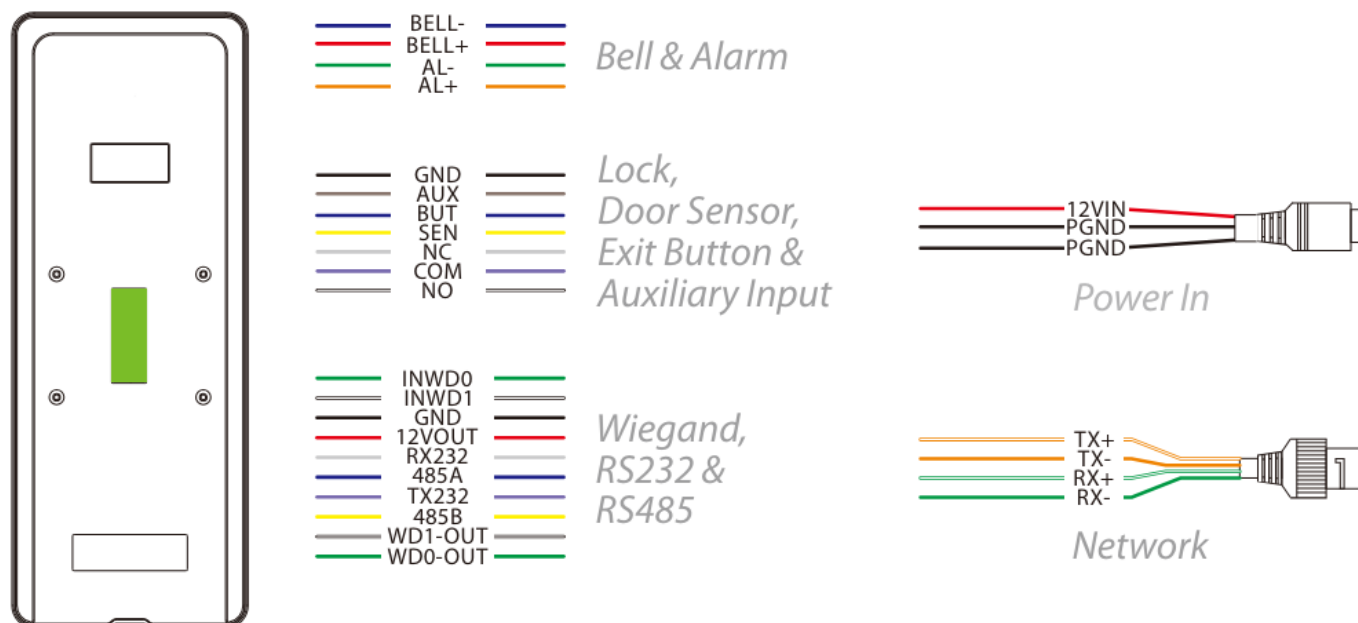 BELL-
BELL+
AL-
AL+
Bell & Alarm
GND
AUX
BUT
SEN
NC
COM
NO
Lock,
Door Sensor,
Exit Button &
Auxiliary Input
INWD0
INWD1
GND
12VOUT
RX232
485A
TX232
485B
WD1-OUT
WD0-OUT
Wiegand,
RS232 &
RS485
12VIN
PGND
PGND
Power In
TX+
TX-
RX+
RX-
Network